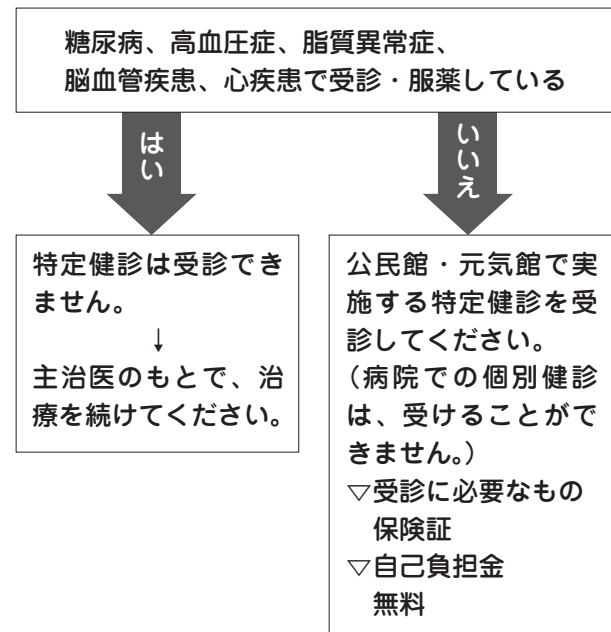 糖尿病、高血圧症、脂質異常症、
脳血管疾患、心疾患で受診・服薬している
はい
いいえ
特定健診は受診でき
ません。
↓
主治医のもとで、治
療を続けてください。
公民館・元気館で実
施する特定健診を受
診してください。
（病院での個別健診
は、受けることがで
きません。）
▽受診に必要なもの
保険証
▽自己負担金
無料